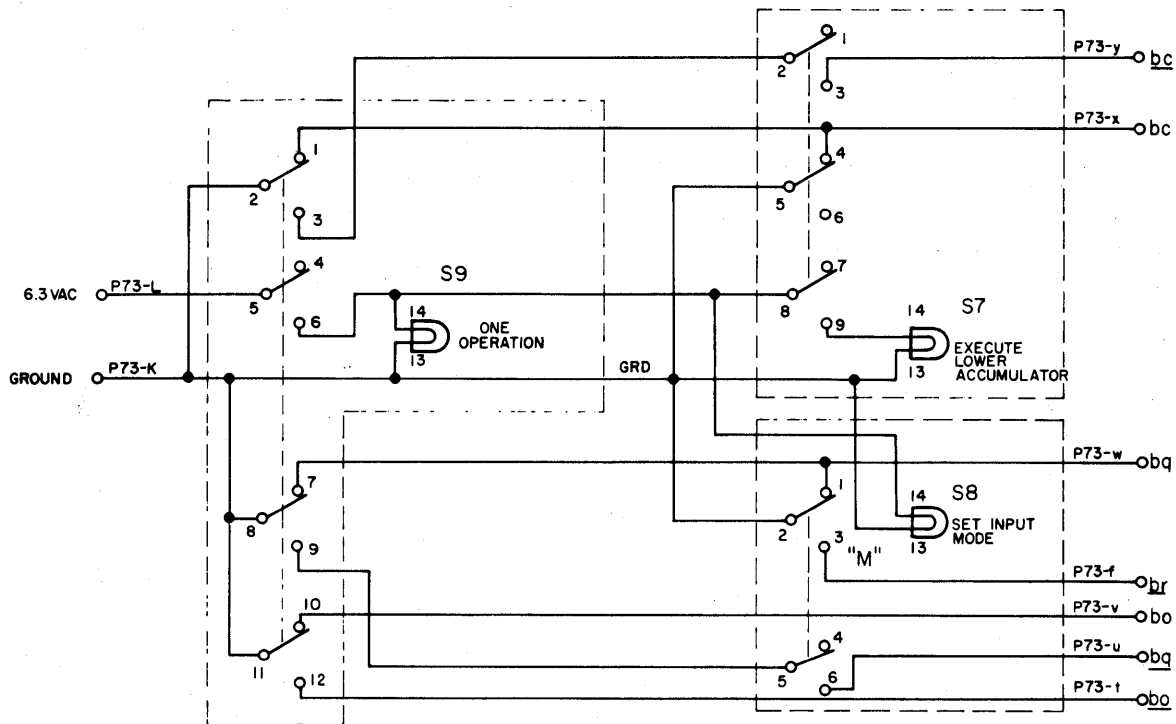 1
2
3
P73-y
bc
P73-x
bc
1
2
3
4
5
6
4
5
6
6.3 VAC
P73-L
S9
14
13
ONE
OPERATION
7
8
9
S7
14
13
EXECUTE
LOWER
ACCUMULATOR
GROUND
P73-K
GRD
7
8
9
10
11
12
P73-w
bq
1
2
3
"M"
S8
14
13
SET INPUT
MODE
P73-f
br
P73-v
bo
4
5
6
P73-u
bq
P73-t
bo